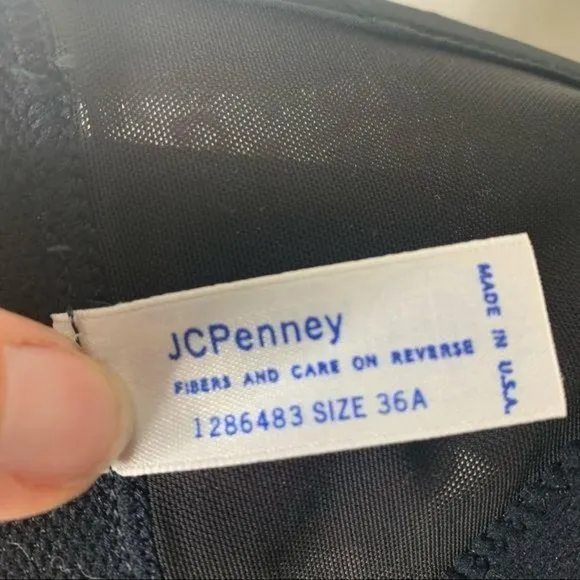 JCPenney
FIBERS AND CARE ON REVERSE
1286483 SIZE 36A
MADE IN U.S.A.